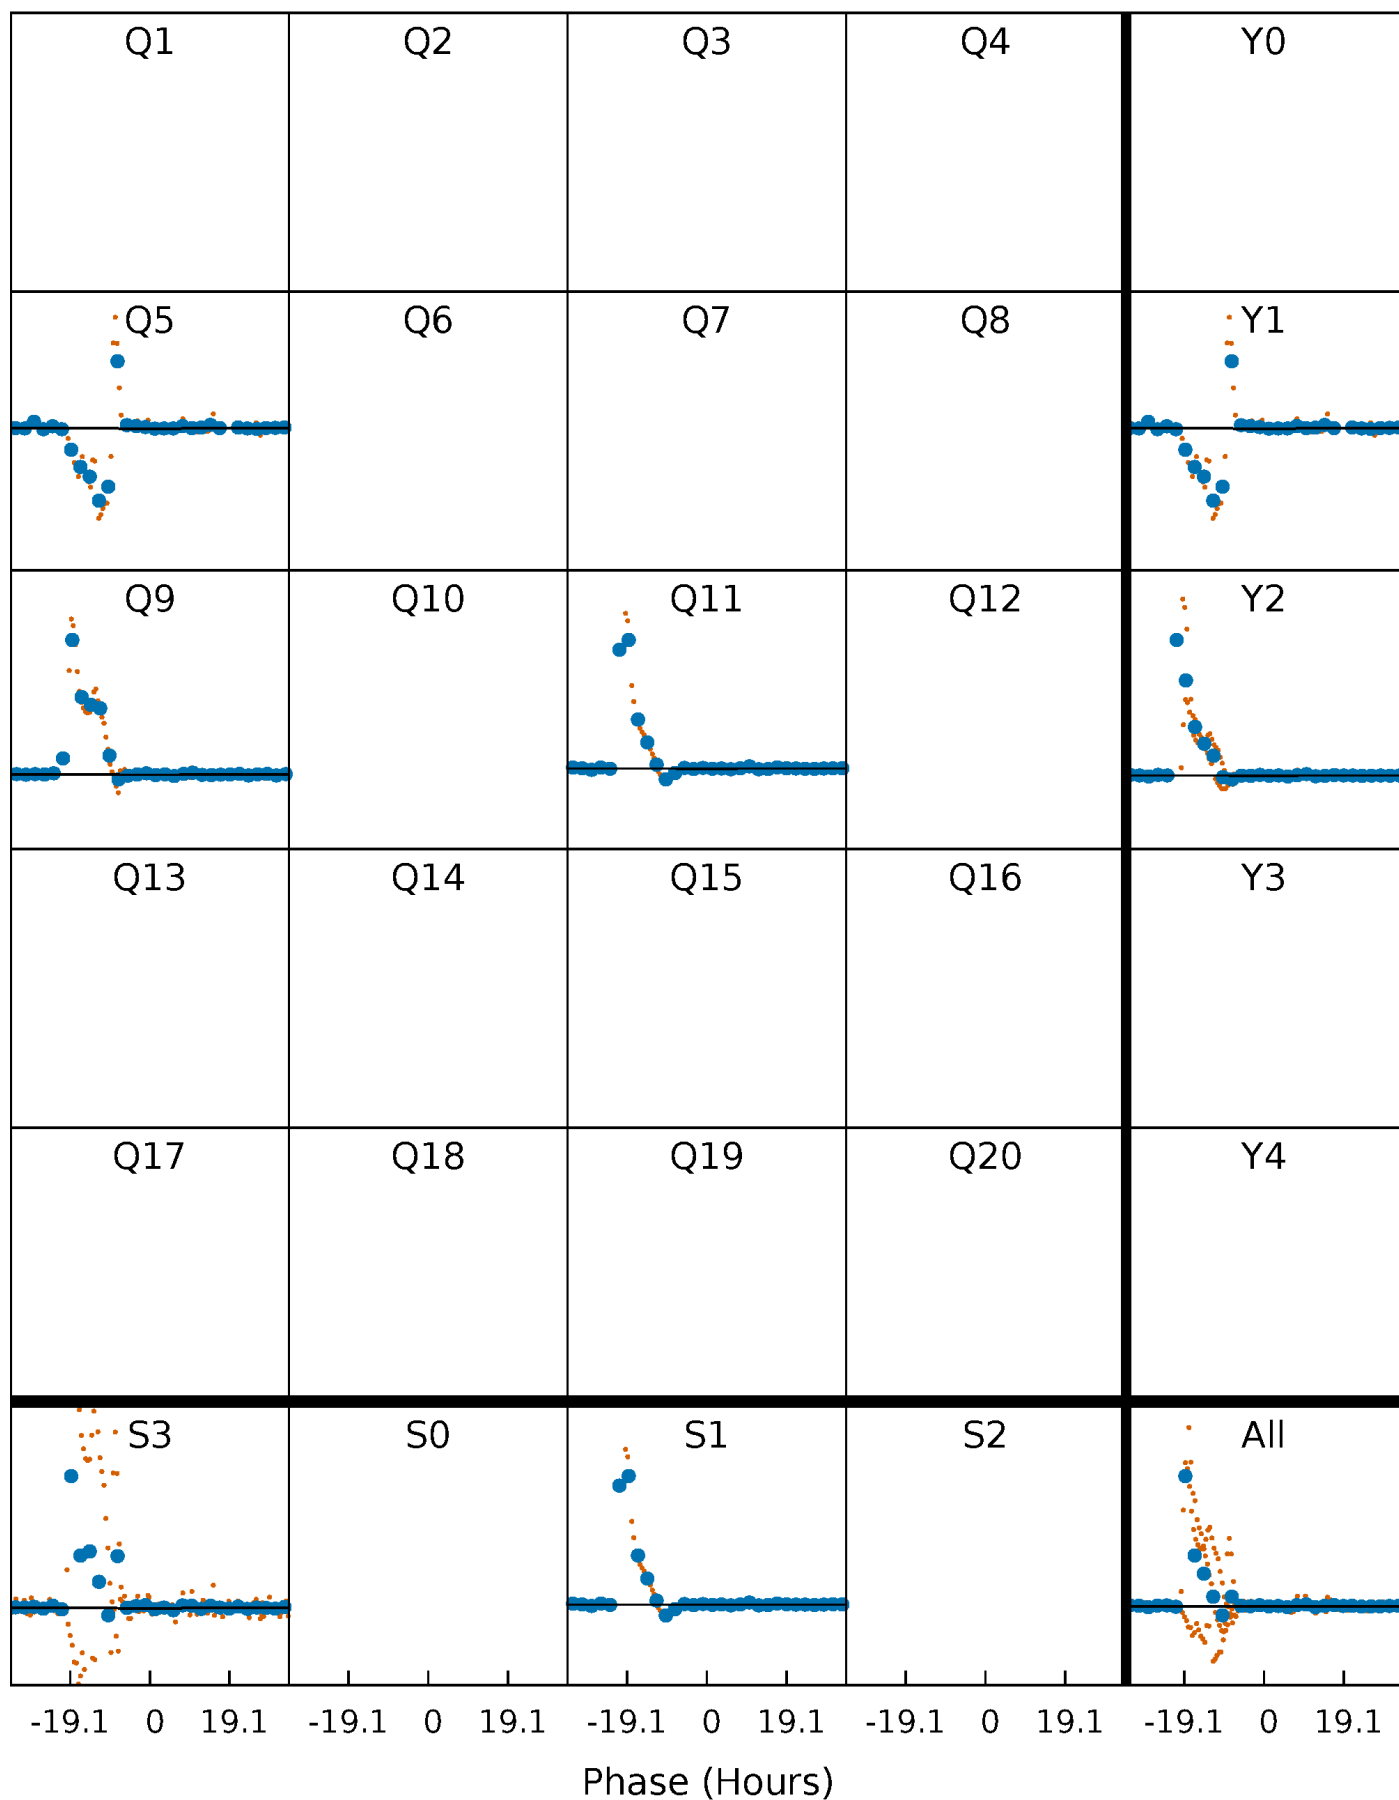 Q1 Q2 Q3 Q4 Y0
Q5 Q6 Q7 Q8 Y1
Q9 Q10 Q11 Q12 Y2
Q13 Q14 Q15 Q16 Y3
Q17 Q18 Q19 Q20 Y4
S3 S0 S1 S2 All
-19.1 0 19.1 -19.1 0 19.1 -19.1 0 19.1 -19.1 0 19.1 -19.1 0 19.1
Phase (Hours)